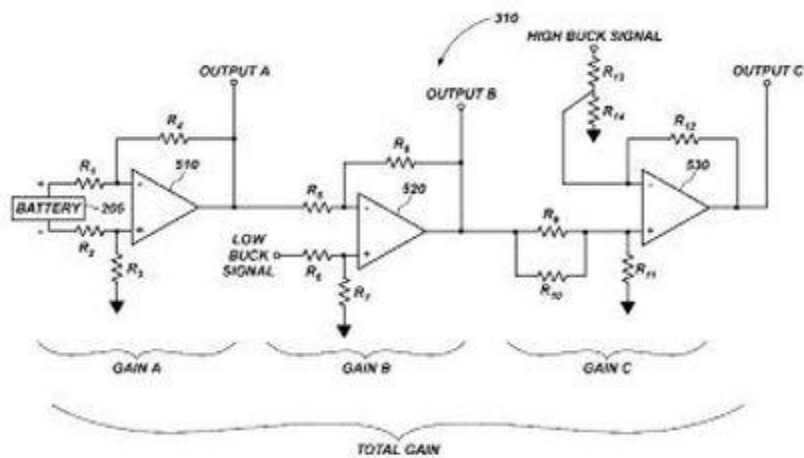 310
HIGH BUCK SIGNAL
R13
R14
OUTPUT A
OUTPUT B
OUTPUT C
R4
R8
R12
R1
510
R5
520
530
+
-
BATTERY
205
-
+
R2
R3
LOW
BUCK
SIGNAL
R6
R7
-
+
R9
R10
R11
-
+
GAIN A
GAIN B
GAIN C
TOTAL GAIN